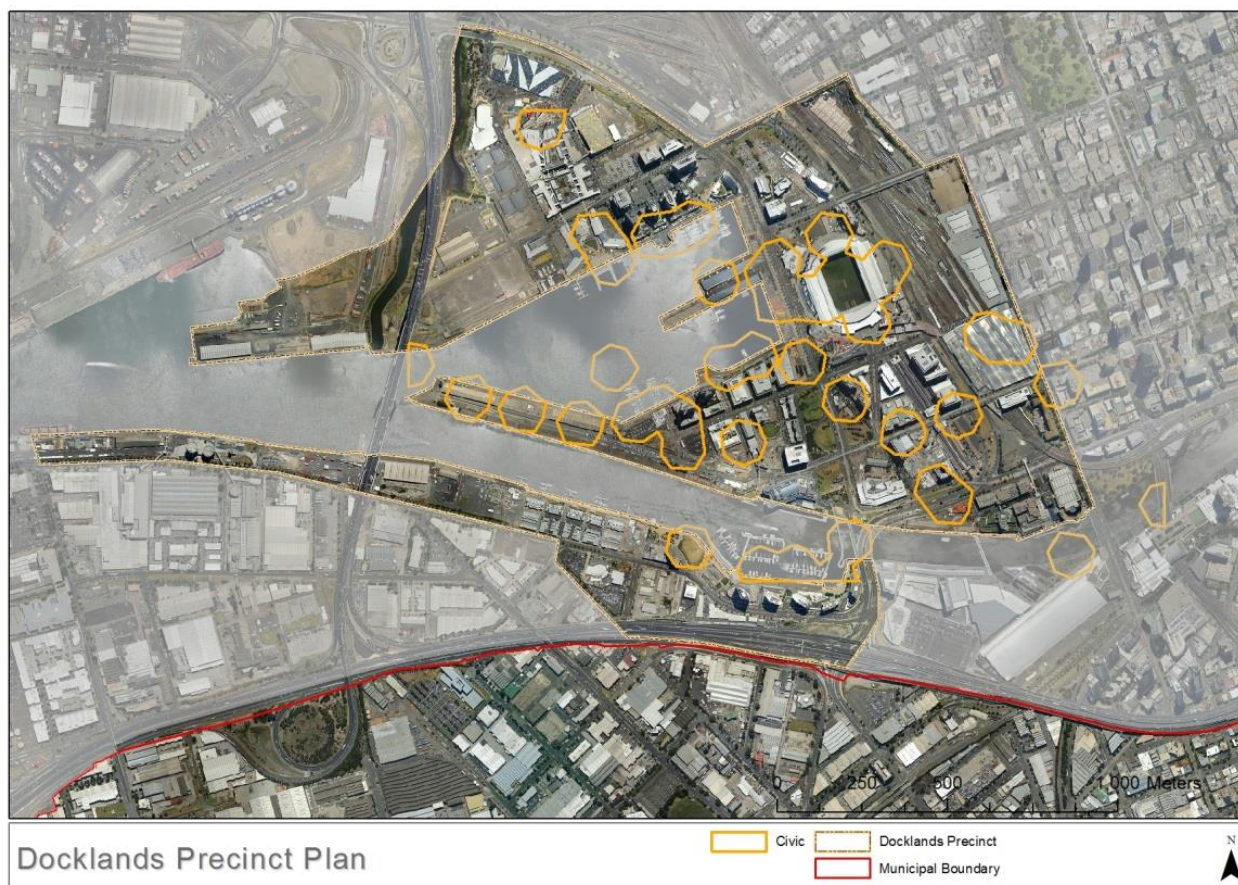 0 250 500 1,000 Meters
Docklands Precinct Plan
Civic
Docklands Precinct
Municipal Boundary
N